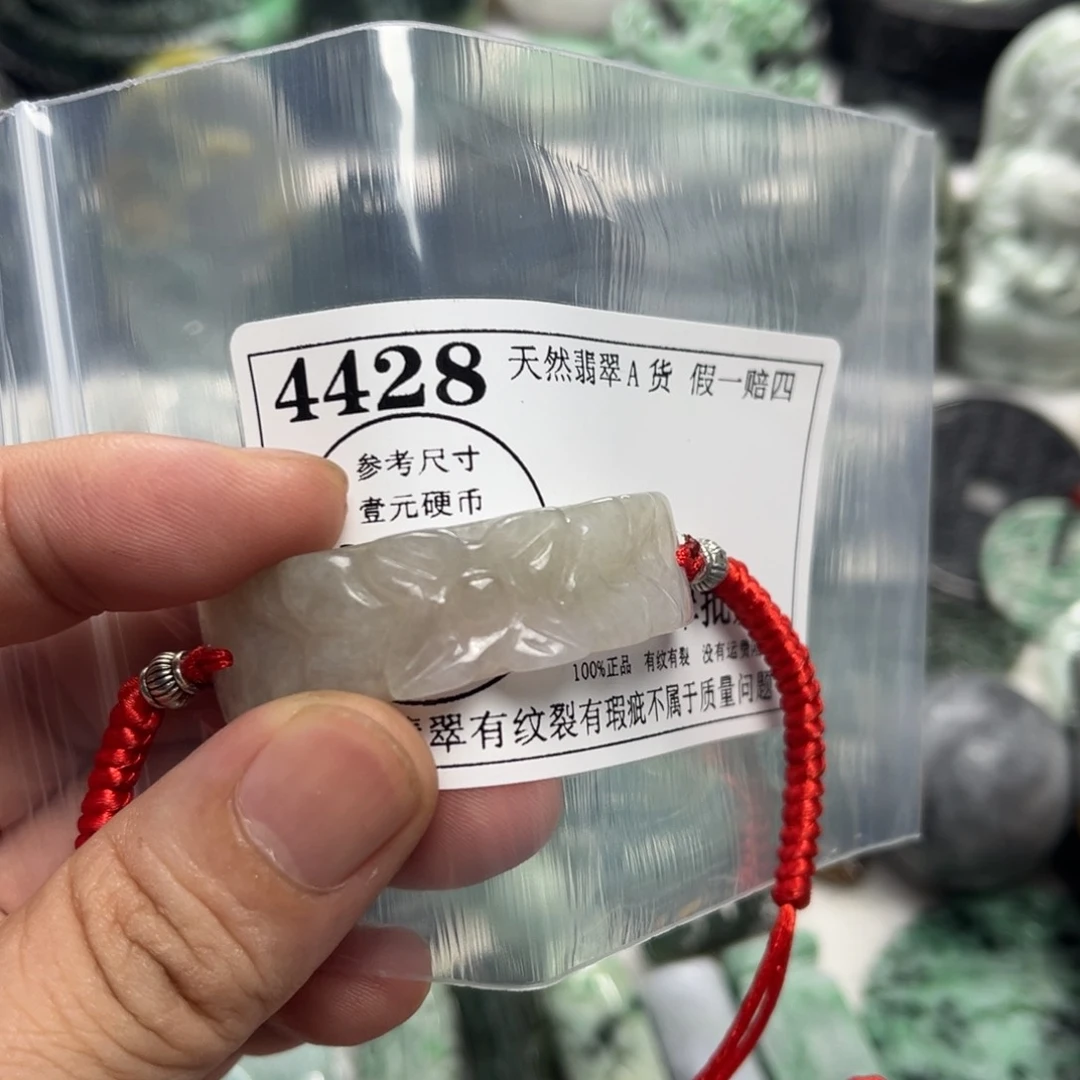 4428 天然翡翠A货 假一赔四
参考尺寸
壹元硬币
批
100%正品 有纹有裂 没有运费
翠有纹裂有瑕疵不属于质量问题